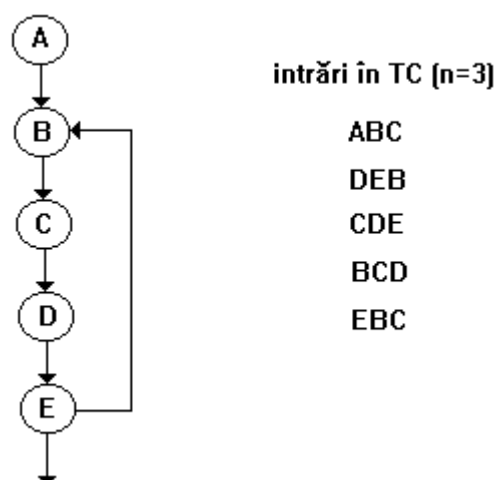 A
B
C
D
E
intrări în TC (n=3)
ABC
DEB
CDE
BCD
EBC